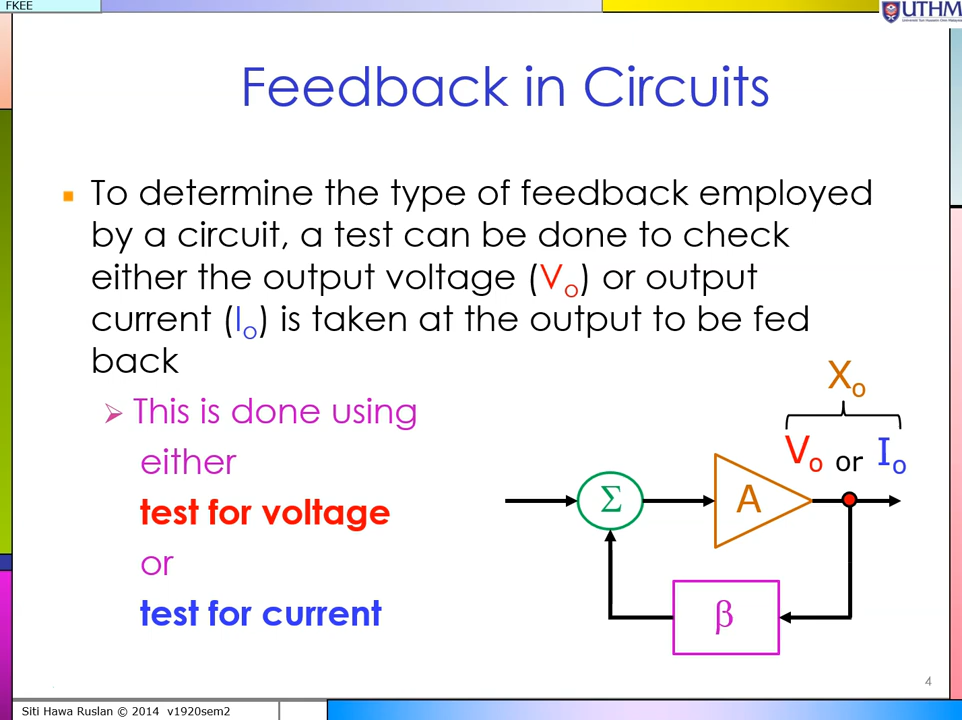 FKEE
UTHM
Feedback in Circuits
To determine the type of feedback employed
by a circuit, a test can be done to check
either the output voltage (Vo) or output
current (Io) is taken at the output to be fed
back
This is done using
either
test for voltage
or
test for current
Xo
Vo or Io
Σ
A
β
4
Siti Hawa Ruslan © 2014 v1920sem2